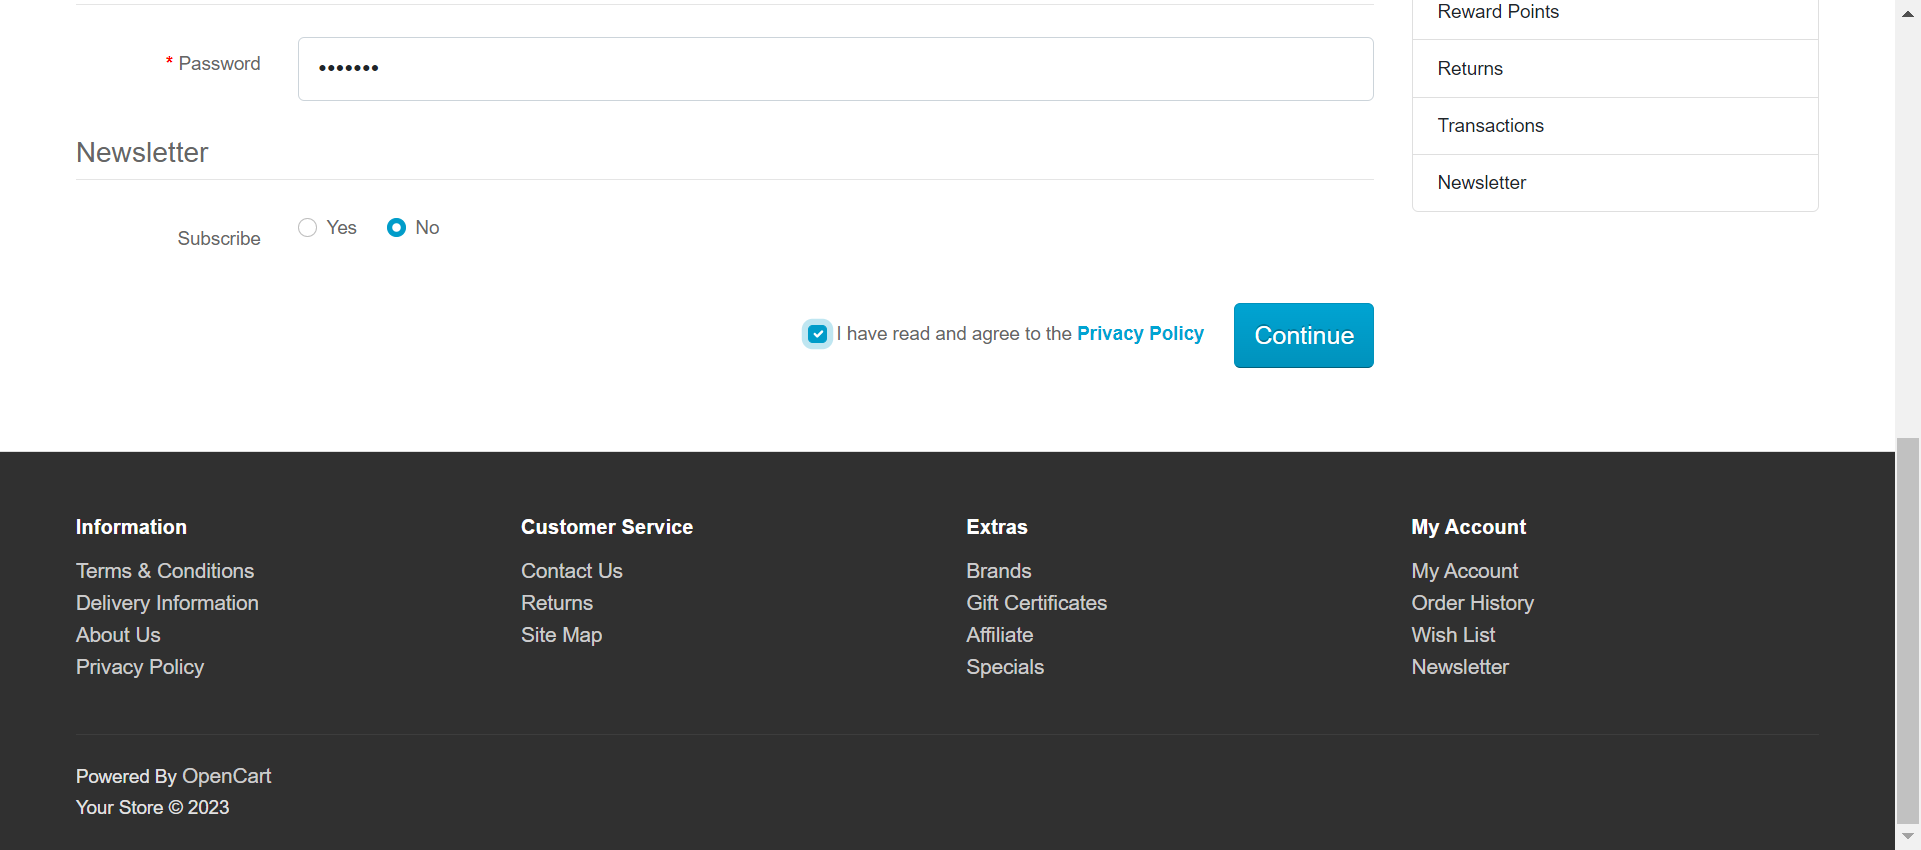 * Password
•••••••
Newsletter
Subscribe
Yes
No
I have read and agree to the Privacy Policy
Continue
Reward Points
Returns
Transactions
Newsletter
Information
Terms & Conditions
Delivery Information
About Us
Privacy Policy
Customer Service
Contact Us
Returns
Site Map
Extras
Brands
Gift Certificates
Affiliate
Specials
My Account
My Account
Order History
Wish List
Newsletter
Powered By OpenCart
Your Store © 2023